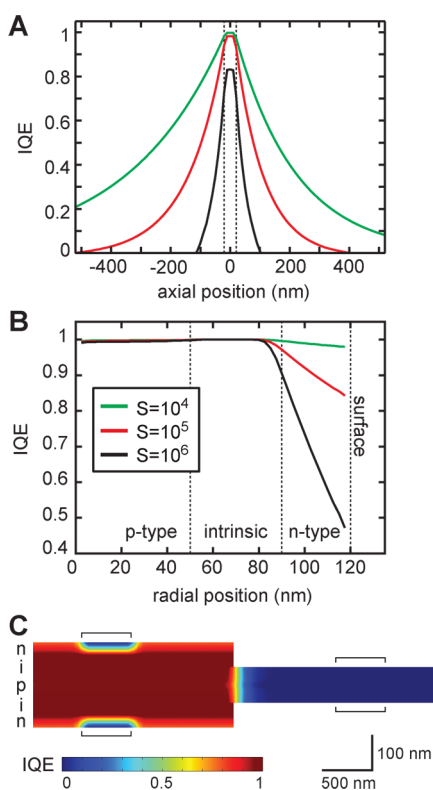 A
1
0.8
0.6
0.4
0.2
0
IQE
-400 -200 0 200 400
axial position (nm)
B
1
0.9
0.8
0.7
0.6
0.5
0.4
IQE
S=10⁴
S=10⁵
S=10⁶
surface
p-type intrinsic n-type
0 20 40 60 80 100 120
radial position (nm)
C
n
i
p
i
n
IQE
0 0.5 1
100 nm
500 nm